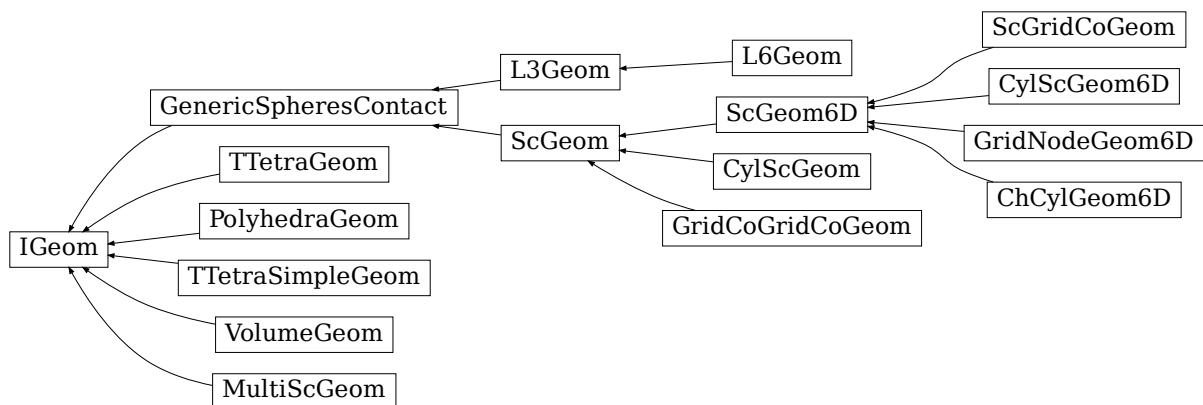 ScGridCoGeom
L3Geom
L6Geom
CylScGeom6D
GenericSpheresContact
ScGeom6D
GridNodeGeom6D
ScGeom
TTetraGeom
CylScGeom
ChCylGeom6D
PolyhedraGeom
GridCoGridCoGeom
IGeom
TTetraSimpleGeom
VolumeGeom
MultiScGeom